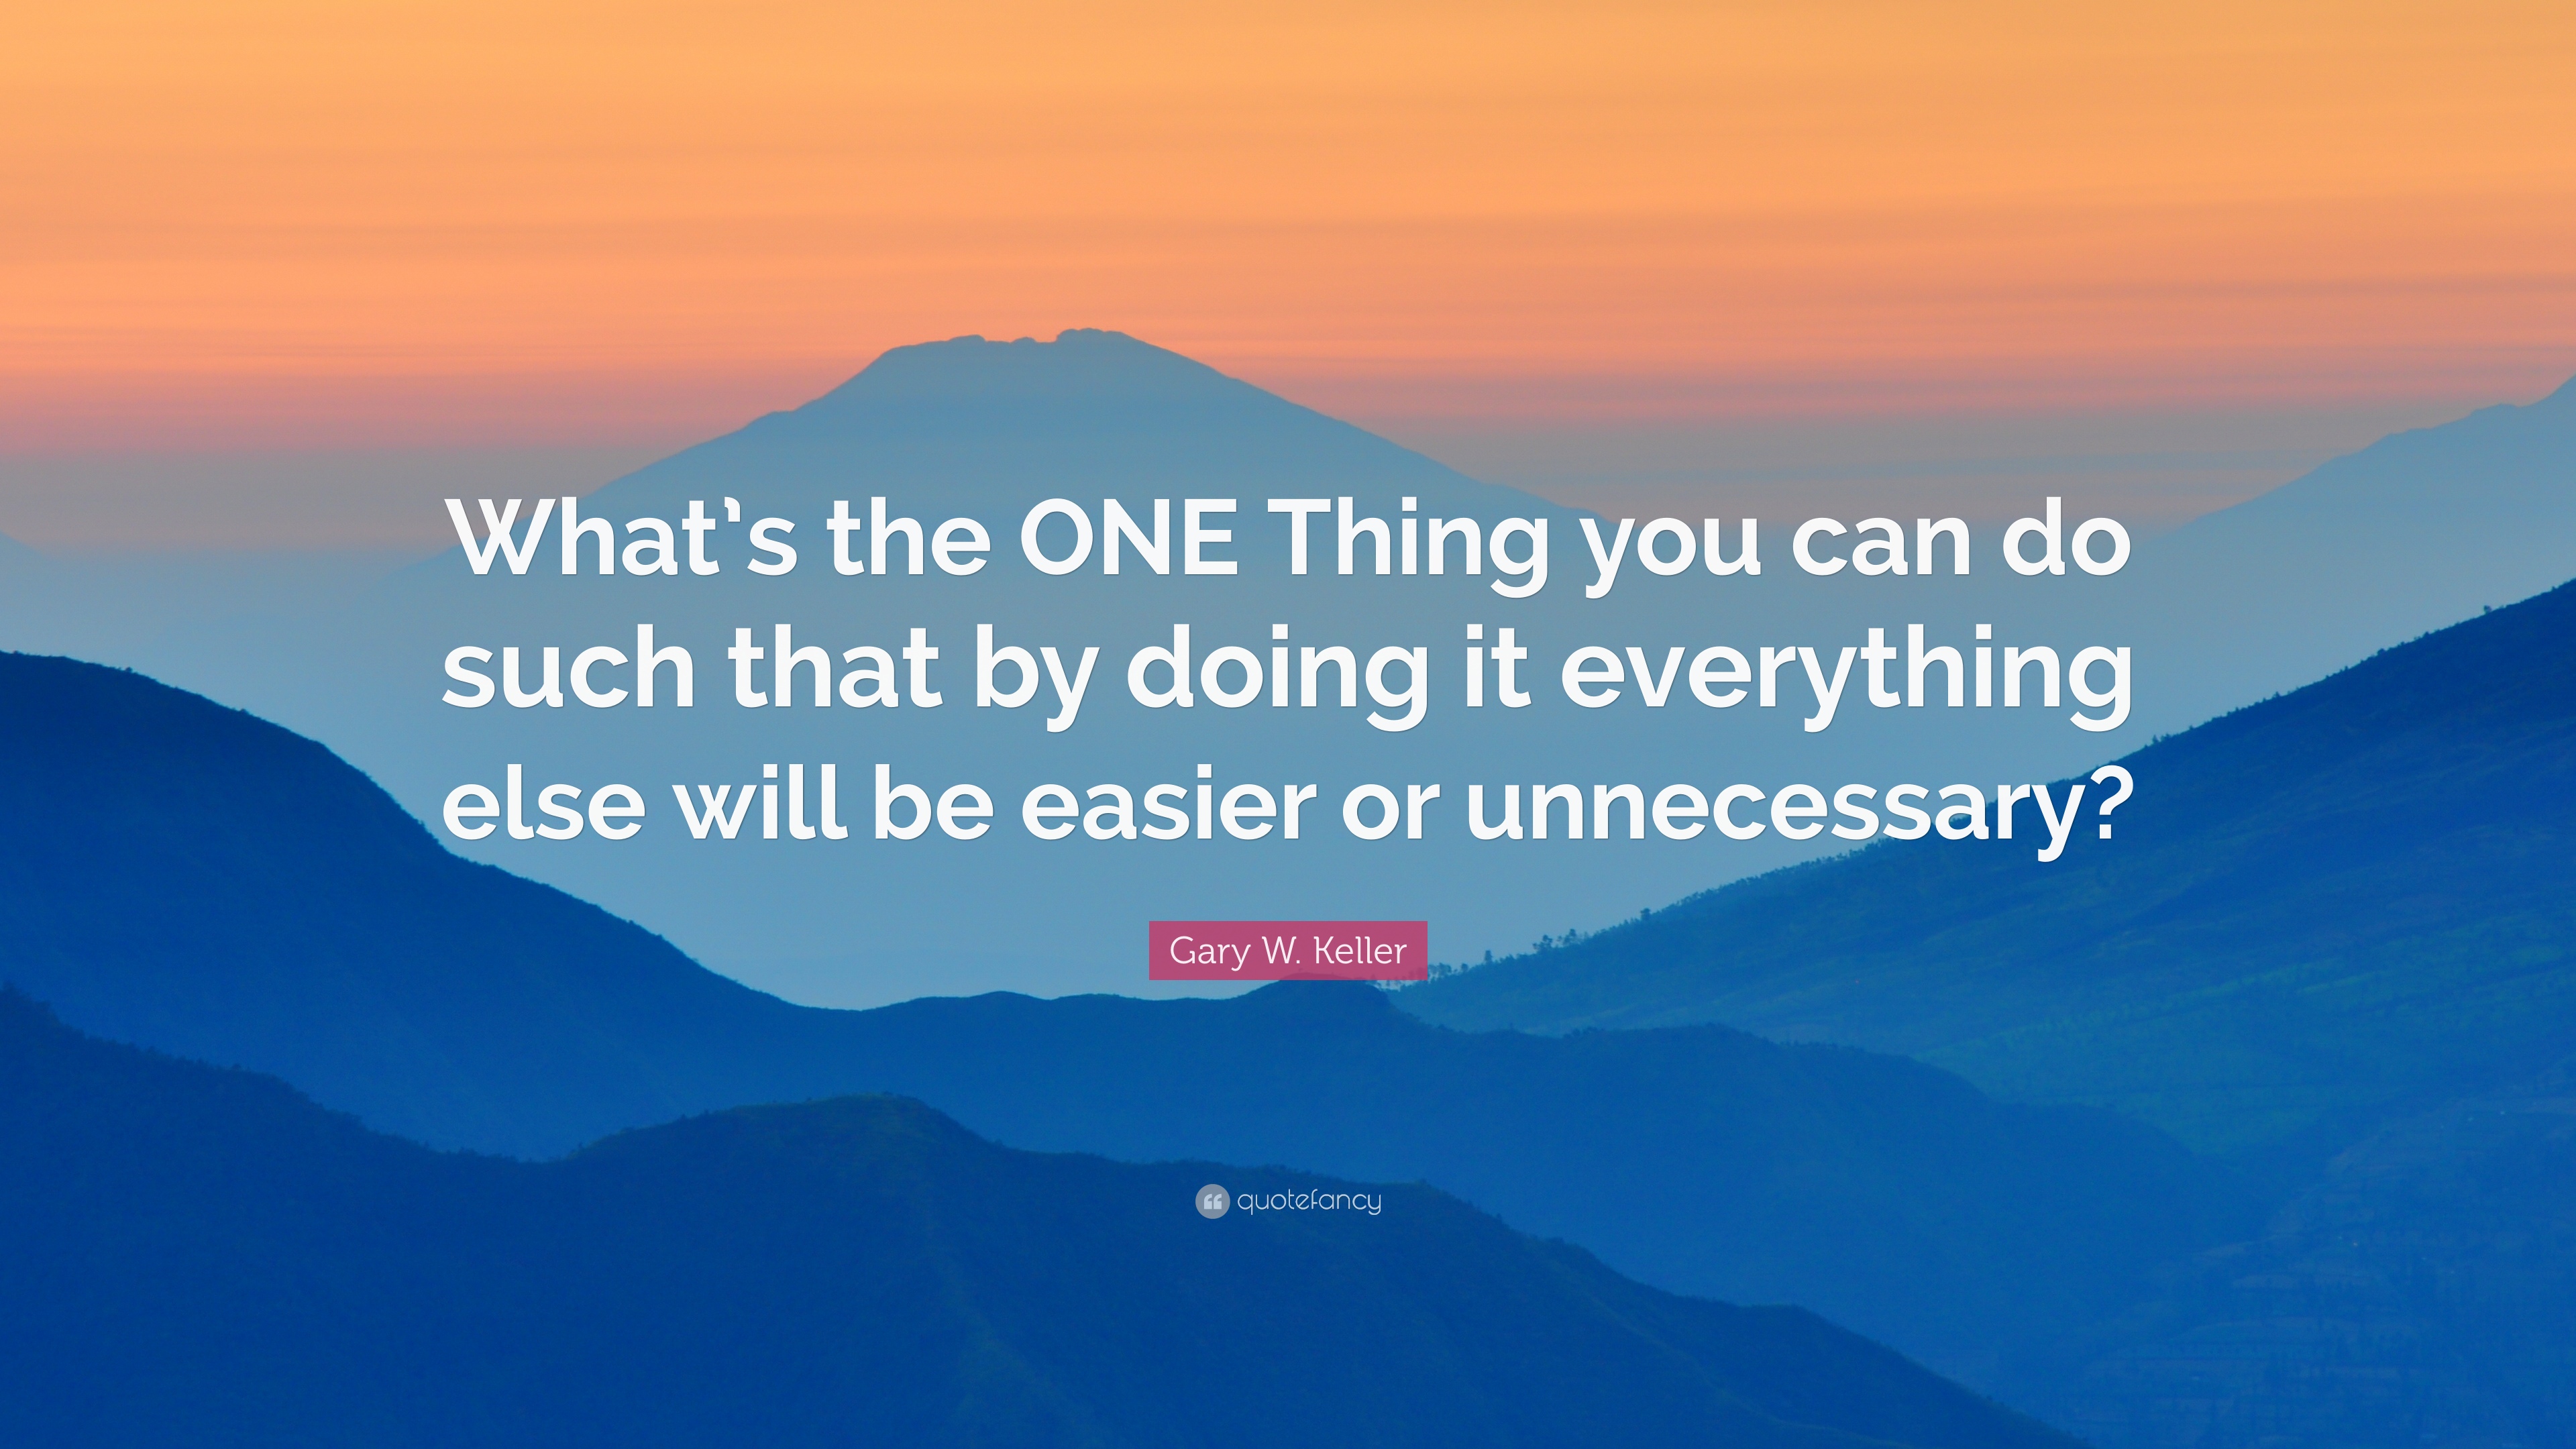 What’s the ONE Thing you can do
such that by doing it everything
else will be easier or unnecessary?
Gary W. Keller
quotefancy